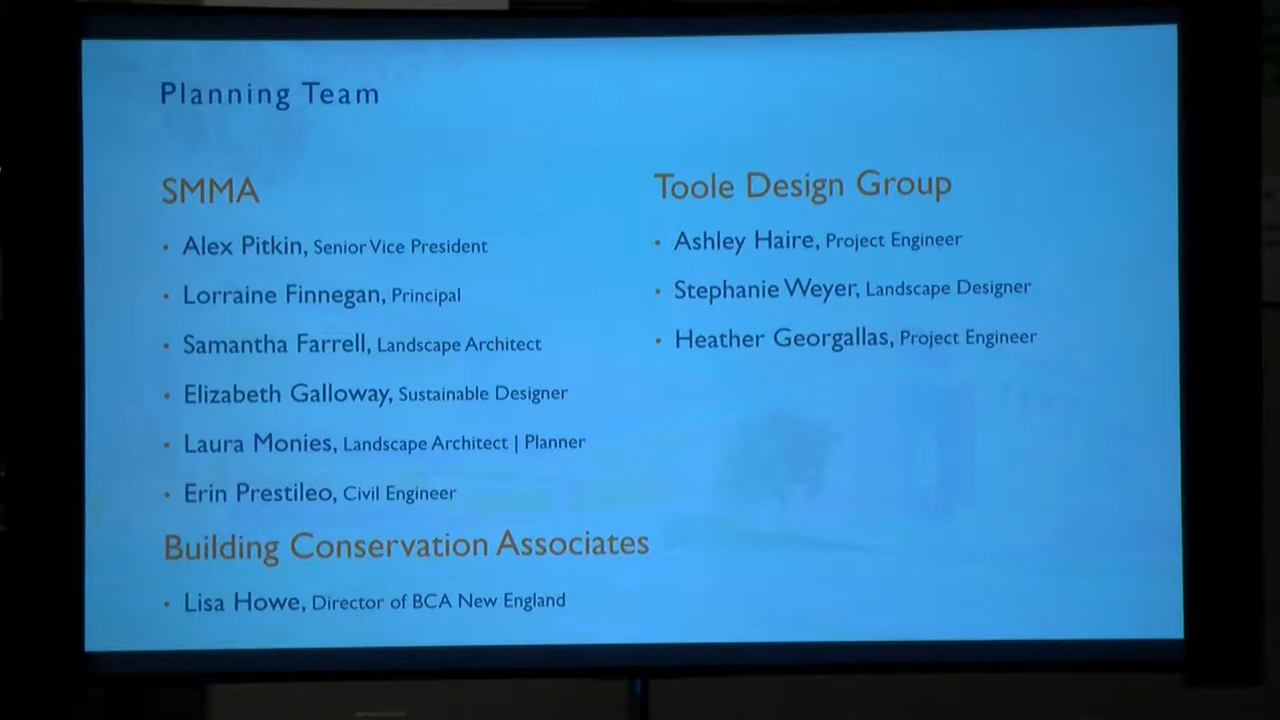 Planning Team
SMMA
• Alex Pitkin, Senior Vice President
• Lorraine Finnegan, Principal
• Samantha Farrell, Landscape Architect
• Elizabeth Galloway, Sustainable Designer
• Laura Monies, Landscape Architect | Planner
• Erin Prestileo, Civil Engineer
Building Conservation Associates
• Lisa Howe, Director of BCA New England
Toole Design Group
• Ashley Haire, Project Engineer
• Stephanie Weyer, Landscape Designer
• Heather Georgallas, Project Engineer